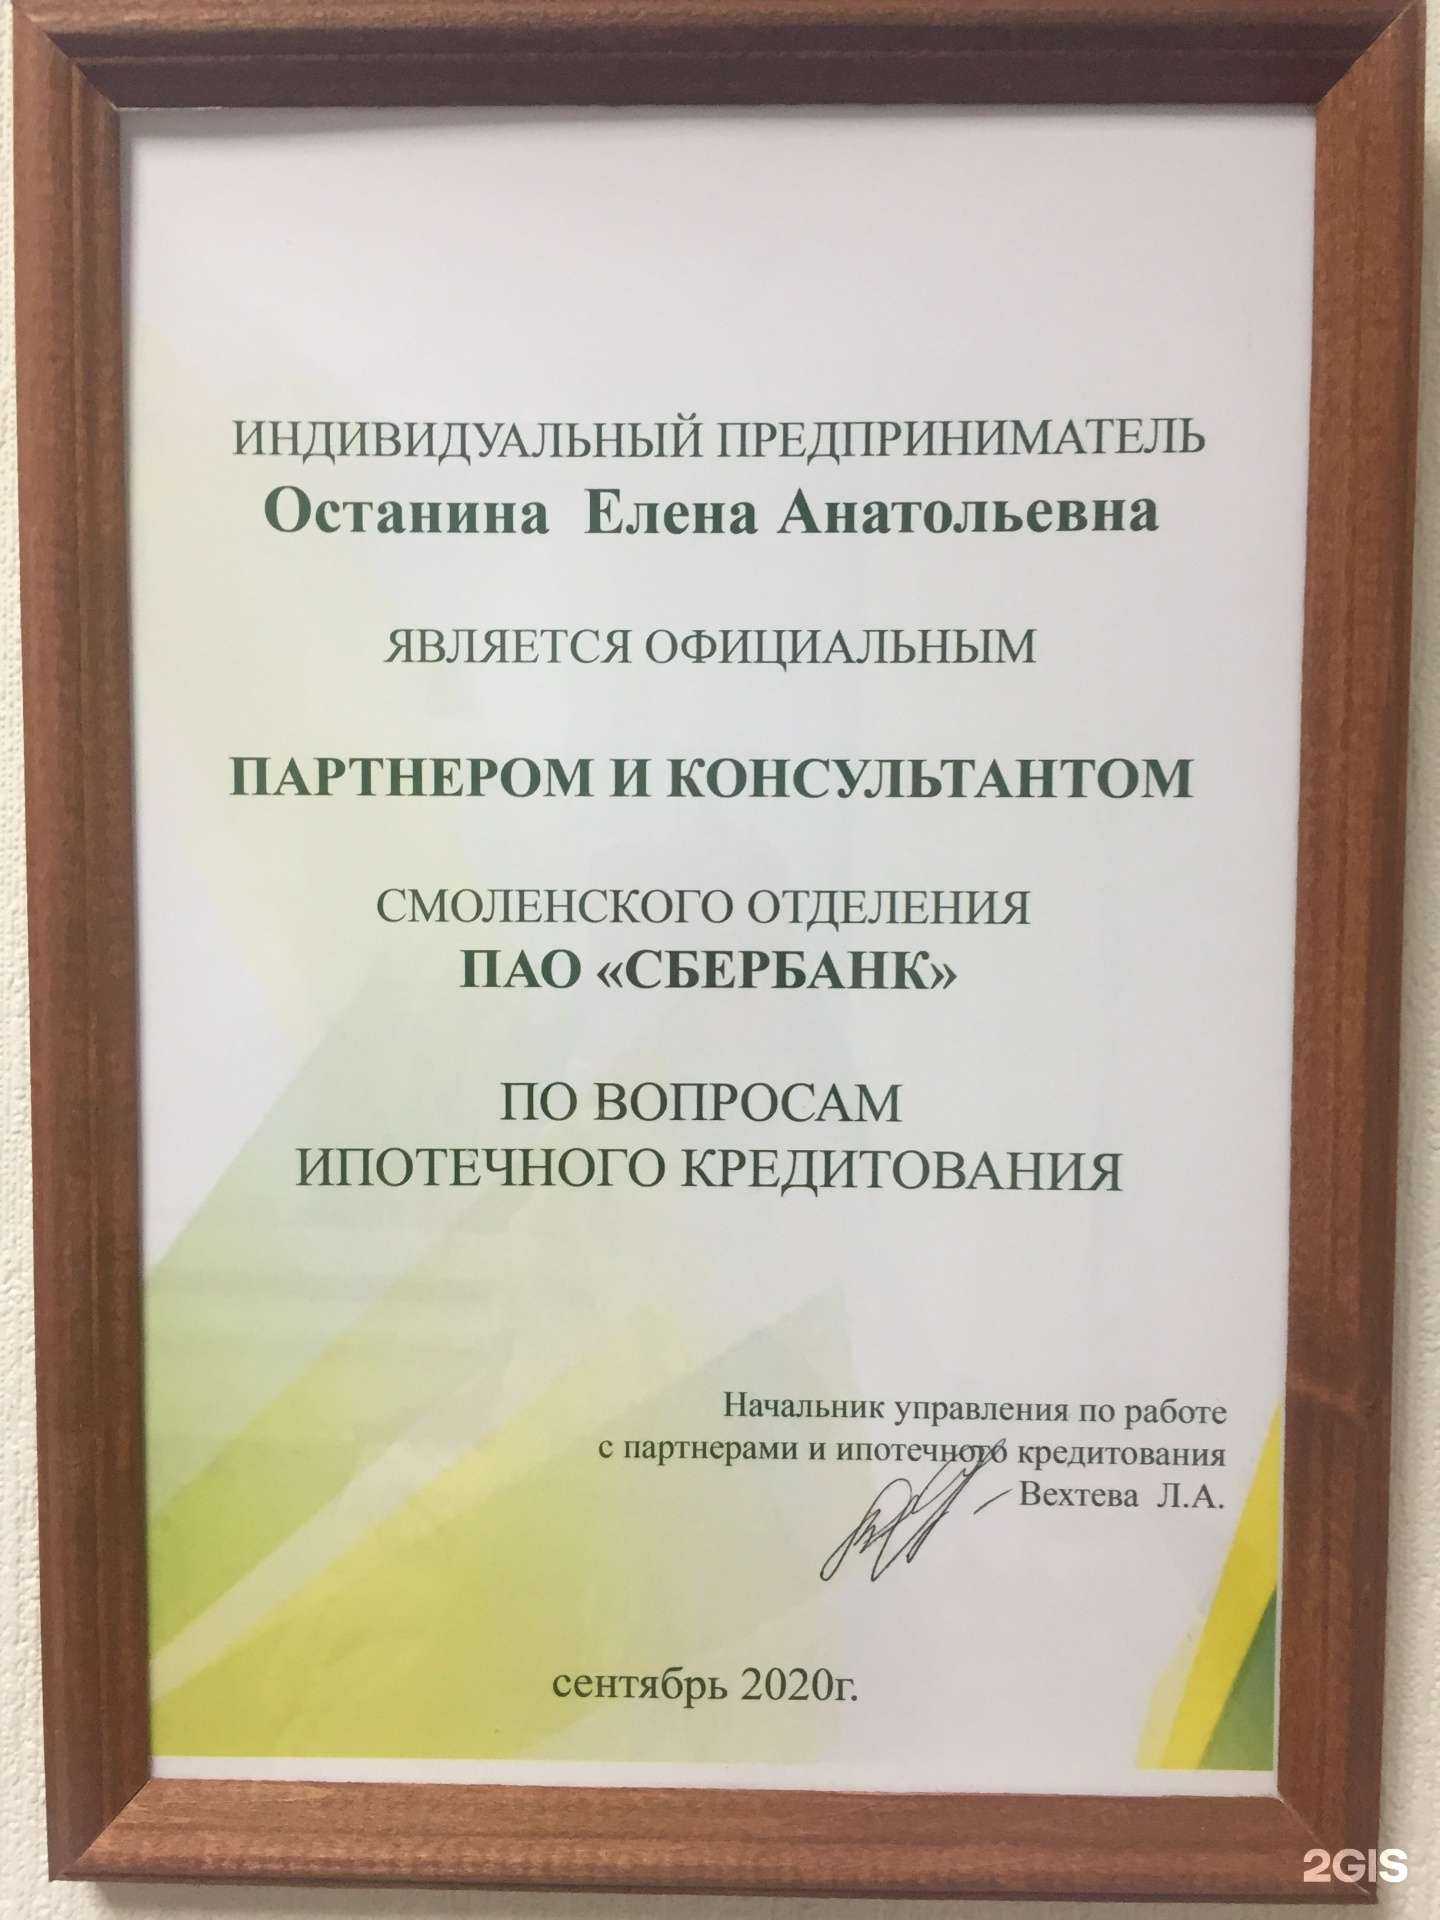 ИНДИВИДУАЛЬНЫЙ ПРЕДПРИНИМАТЕЛЬ
Останина Елена Анатольевна
ЯВЛЯЕТСЯ ОФИЦИАЛЬНЫМ
ПАРТНЕРОМ И КОНСУЛЬТАНТОМ
СМОЛЕНСКОГО ОТДЕЛЕНИЯ
ПАО «СБЕРБАНК»
ПО ВОПРОСАМ
ИПОТЕЧНОГО КРЕДИТОВАНИЯ
Начальник управления по работе
с партнерами и ипотечного кредитования
Вехтева Л.А.
сентябрь 2020г.
2GIS